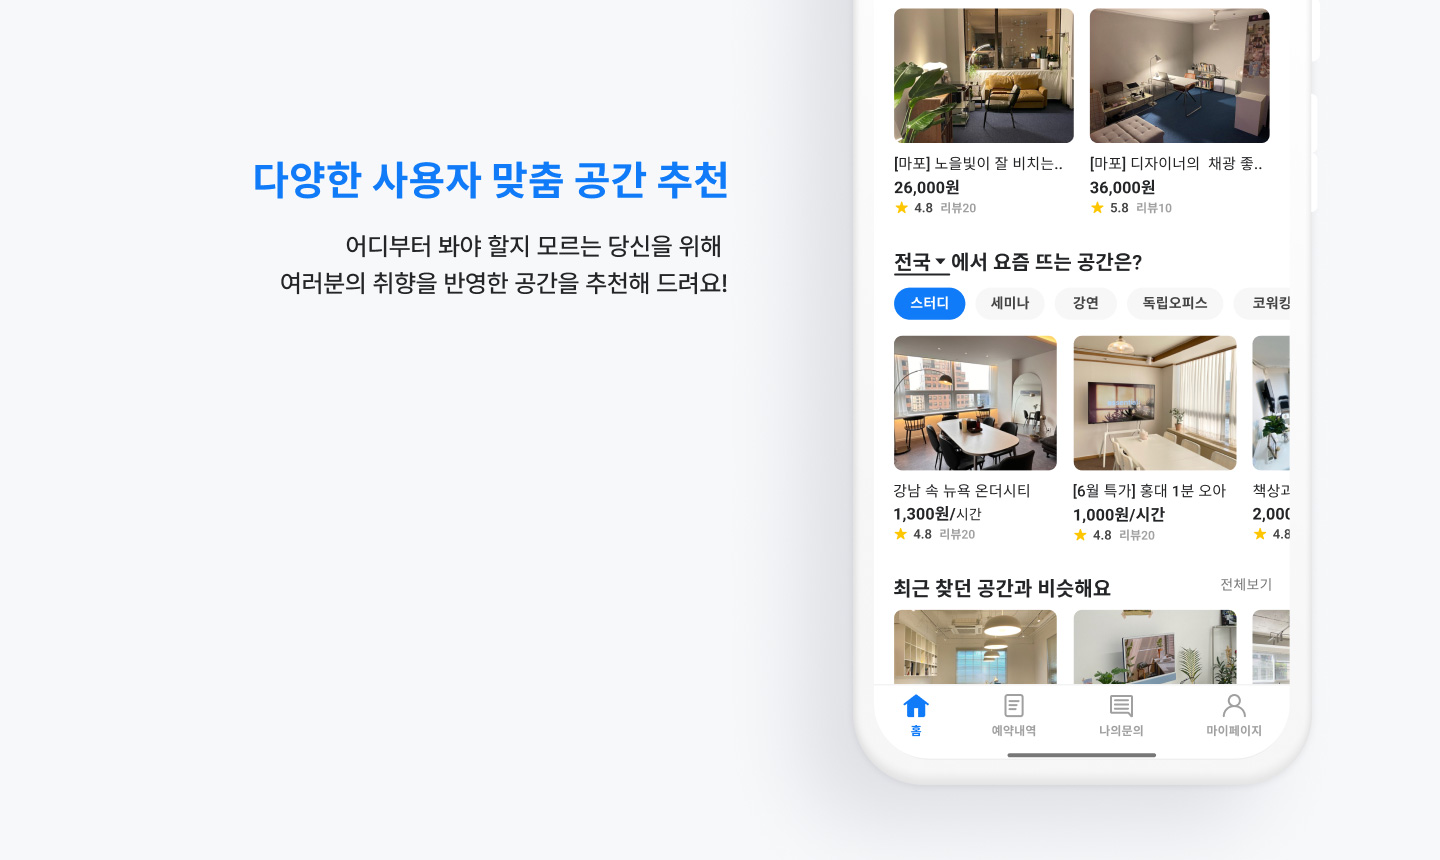 다양한 사용자 맞춤 공간 추천
어디부터 봐야 할지 모르는 당신을 위해
여러분의 취향을 반영한 공간을 추천해 드려요!
[마포] 노을빛이 잘 비치는..
26,000원
4.8 리뷰20
[마포] 디자이너의 채광 좋..
36,000원
5.8 리뷰10
전국 에서 요즘 뜨는 공간은?
스터디 세미나 강연 독립오피스 코워킹
강남 속 뉴욕 온더시티
1,300원/시간
4.8 리뷰20
[6월 특가] 홍대 1분 오아
1,000원/시간
4.8 리뷰20
책상과
2,000
4.8
최근 찾던 공간과 비슷해요
전체보기
홈 예약내역 나의문의 마이페이지